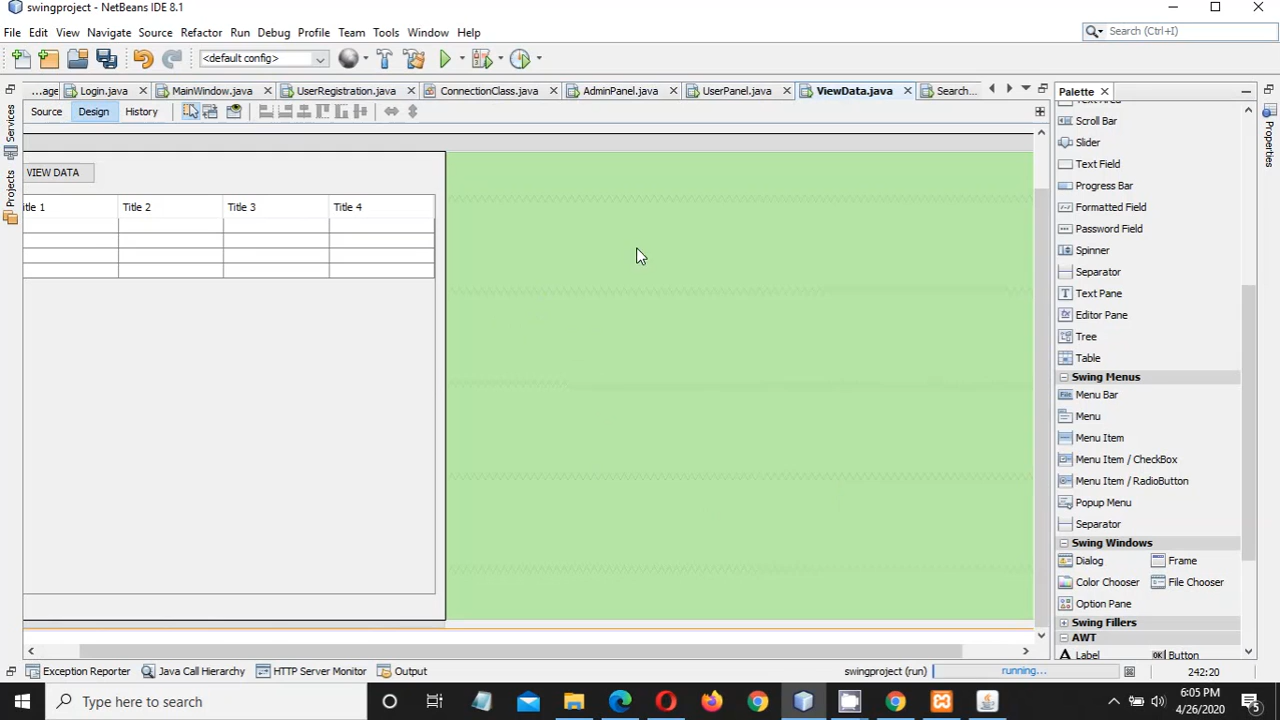 swingproject - NetBeans IDE 8.1
File Edit View Navigate Source Refactor Run Debug Profile Team Tools Window Help
Search (Ctrl+I)
<default config>
...age Login.java MainWindow.java UserRegistration.java ConnectionClass.java AdminPanel.java UserPanel.java ViewData.java Search...
Source Design History
Palette
Text Area
Scroll Bar
Slider
Text Field
Progress Bar
Formatted Field
Password Field
Spinner
Separator
Text Pane
Editor Pane
Tree
Table
Swing Menus
Menu Bar
Menu
Menu Item
Menu Item / CheckBox
Menu Item / RadioButton
Popup Menu
Separator
Swing Windows
Dialog Frame
Color Chooser File Chooser
Option Pane
Swing Fillers
AWT
Label Button
VIEW DATA
itle 1 Title 2 Title 3 Title 4
Services
Projects
Properties
Exception Reporter Java Call Hierarchy HTTP Server Monitor Output
swingproject (run) running... 242:20
Type here to search
6:05 PM
4/26/2020
5